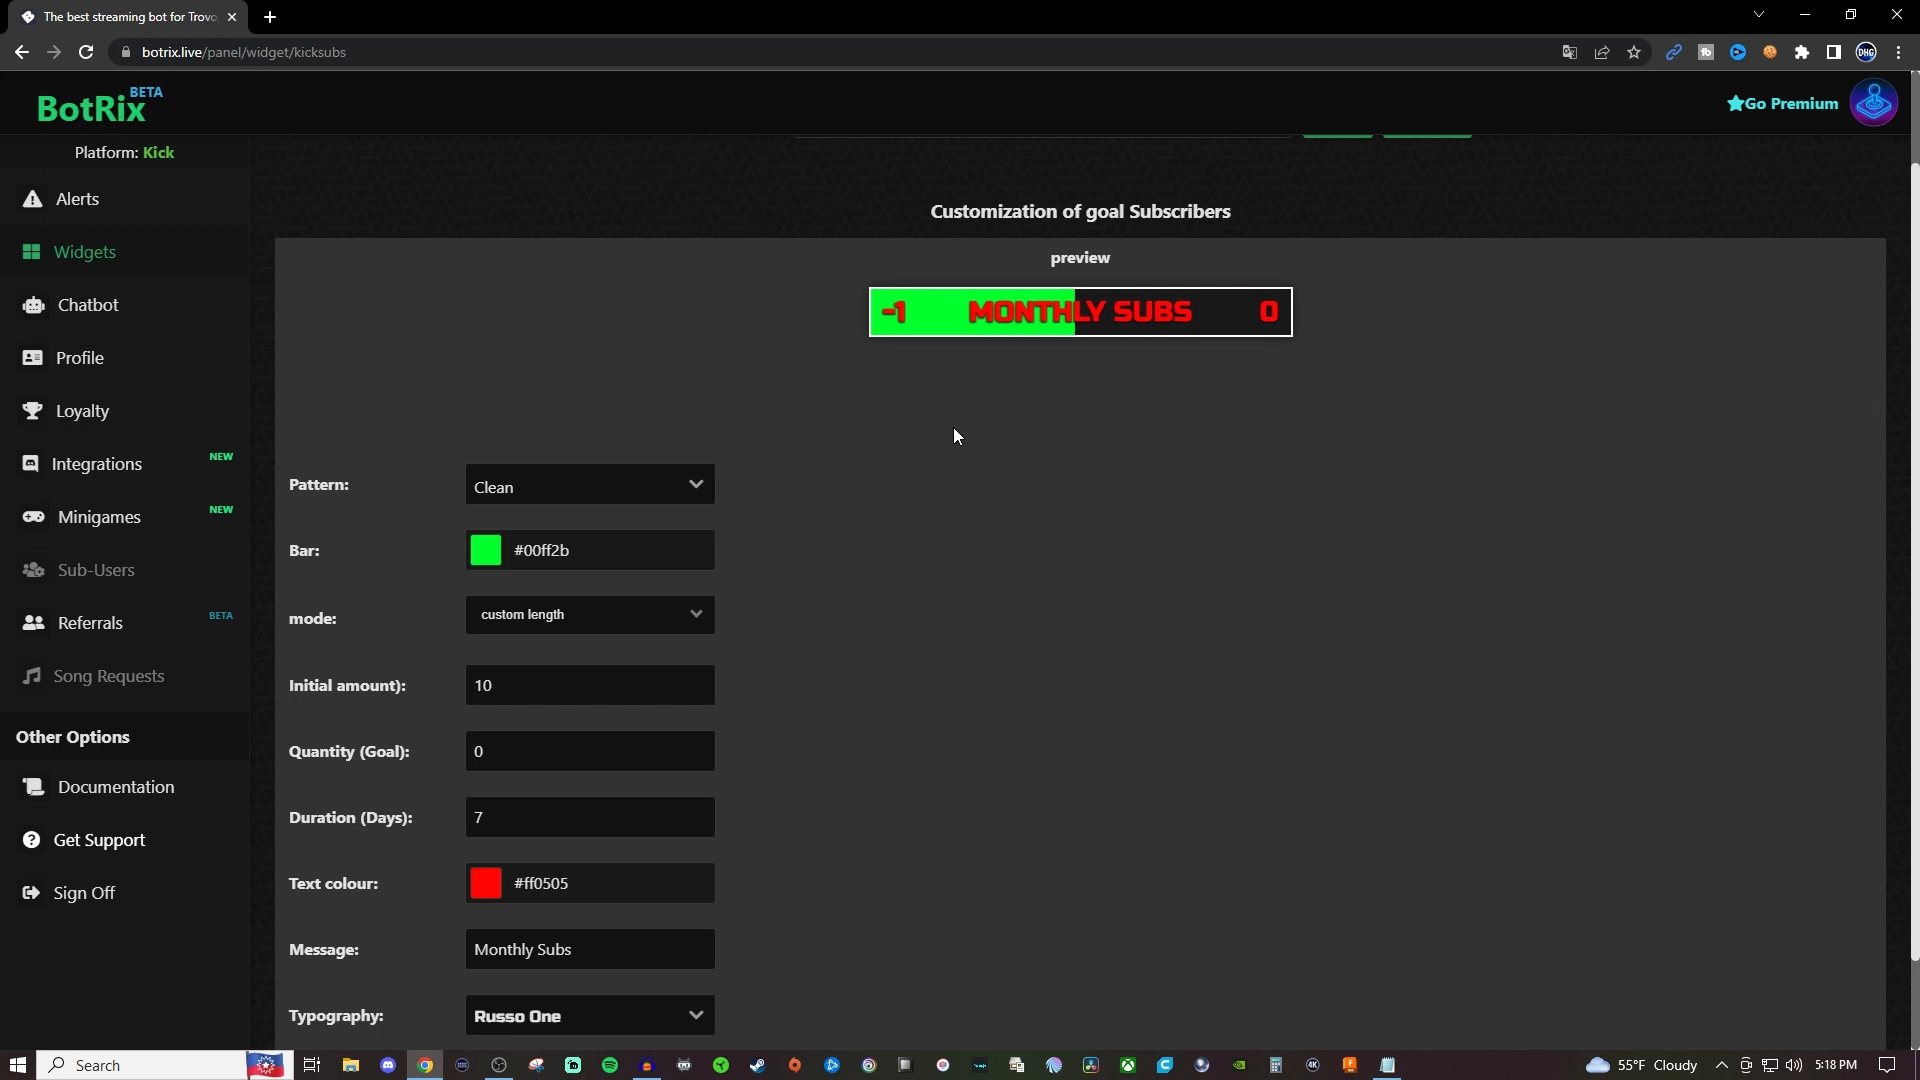 The best streaming bot for Trovo
botrix.live/panel/widget/kicksubs
BotRix BETA
Go Premium
Platform: Kick
Alerts
Widgets
Chatbot
Profile
Loyalty
Integrations NEW
Minigames NEW
Sub-Users
Referrals BETA
Song Requests
Other Options
Documentation
Get Support
Sign Off
Customization of goal Subscribers
preview
-1 MONTHLY SUBS 0
Pattern: Clean
Bar: #00ff2b
mode: custom length
Initial amount): 10
Quantity (Goal): 0
Duration (Days): 7
Text colour: #ff0505
Message: Monthly Subs
Typography: Russo One
Search
55°F Cloudy
5:18 PM